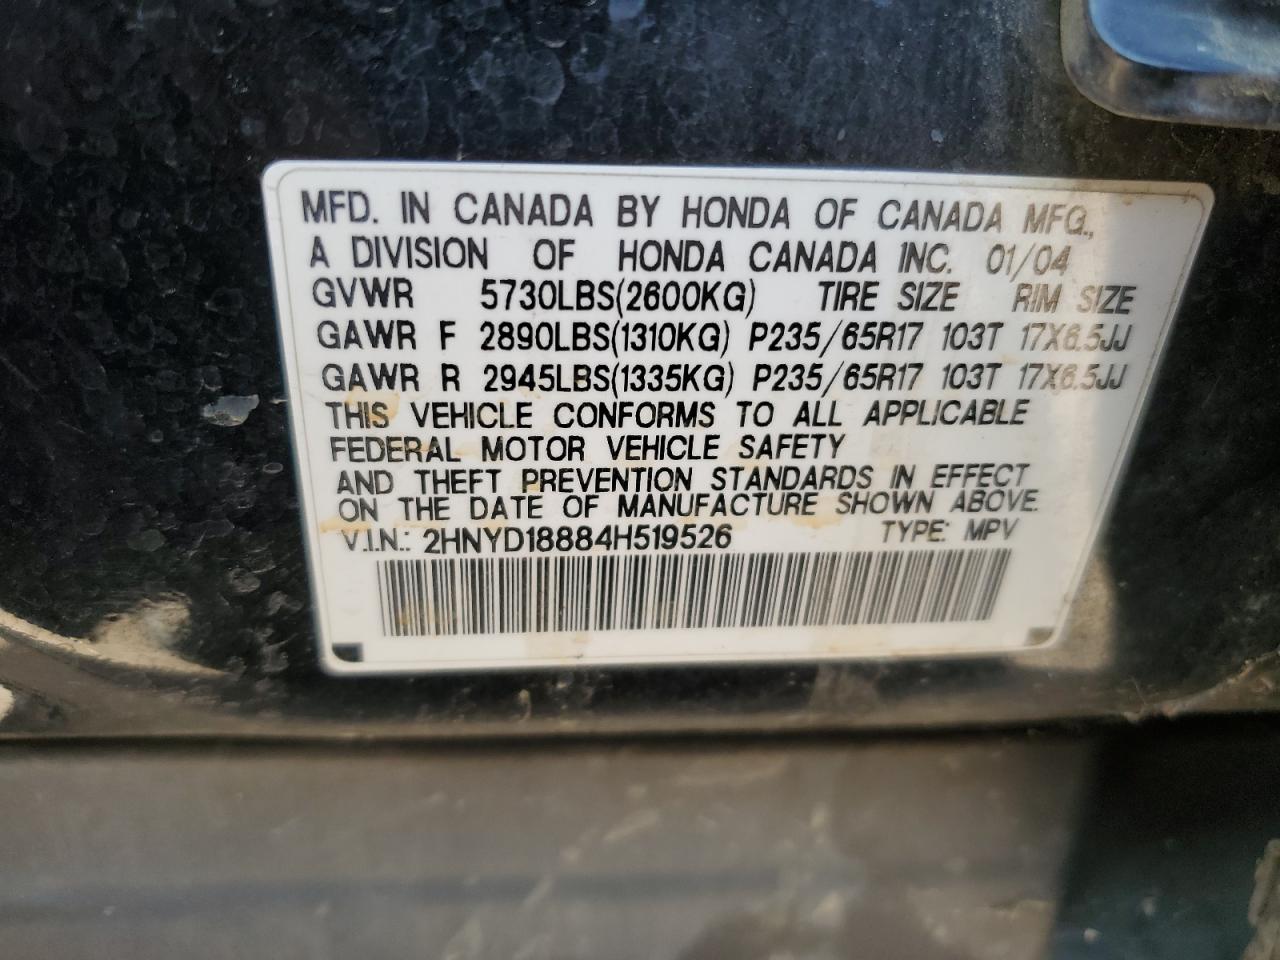 MFD. IN CANADA BY HONDA OF CANADA MFG.,
A DIVISION OF HONDA CANADA INC. 01/04
GVWR 5730LBS(2600KG) TIRE SIZE RIM SIZE
GAWR F 2890LBS(1310KG) P235/65R17 103T 17X6.5JJ
GAWR R 2945LBS(1335KG) P235/65R17 103T 17X6.5JJ
THIS VEHICLE CONFORMS TO ALL APPLICABLE
FEDERAL MOTOR VEHICLE SAFETY
AND THEFT PREVENTION STANDARDS IN EFFECT
ON THE DATE OF MANUFACTURE SHOWN ABOVE.
V.I.N.: 2HNYD18884H519526 TYPE: MPV